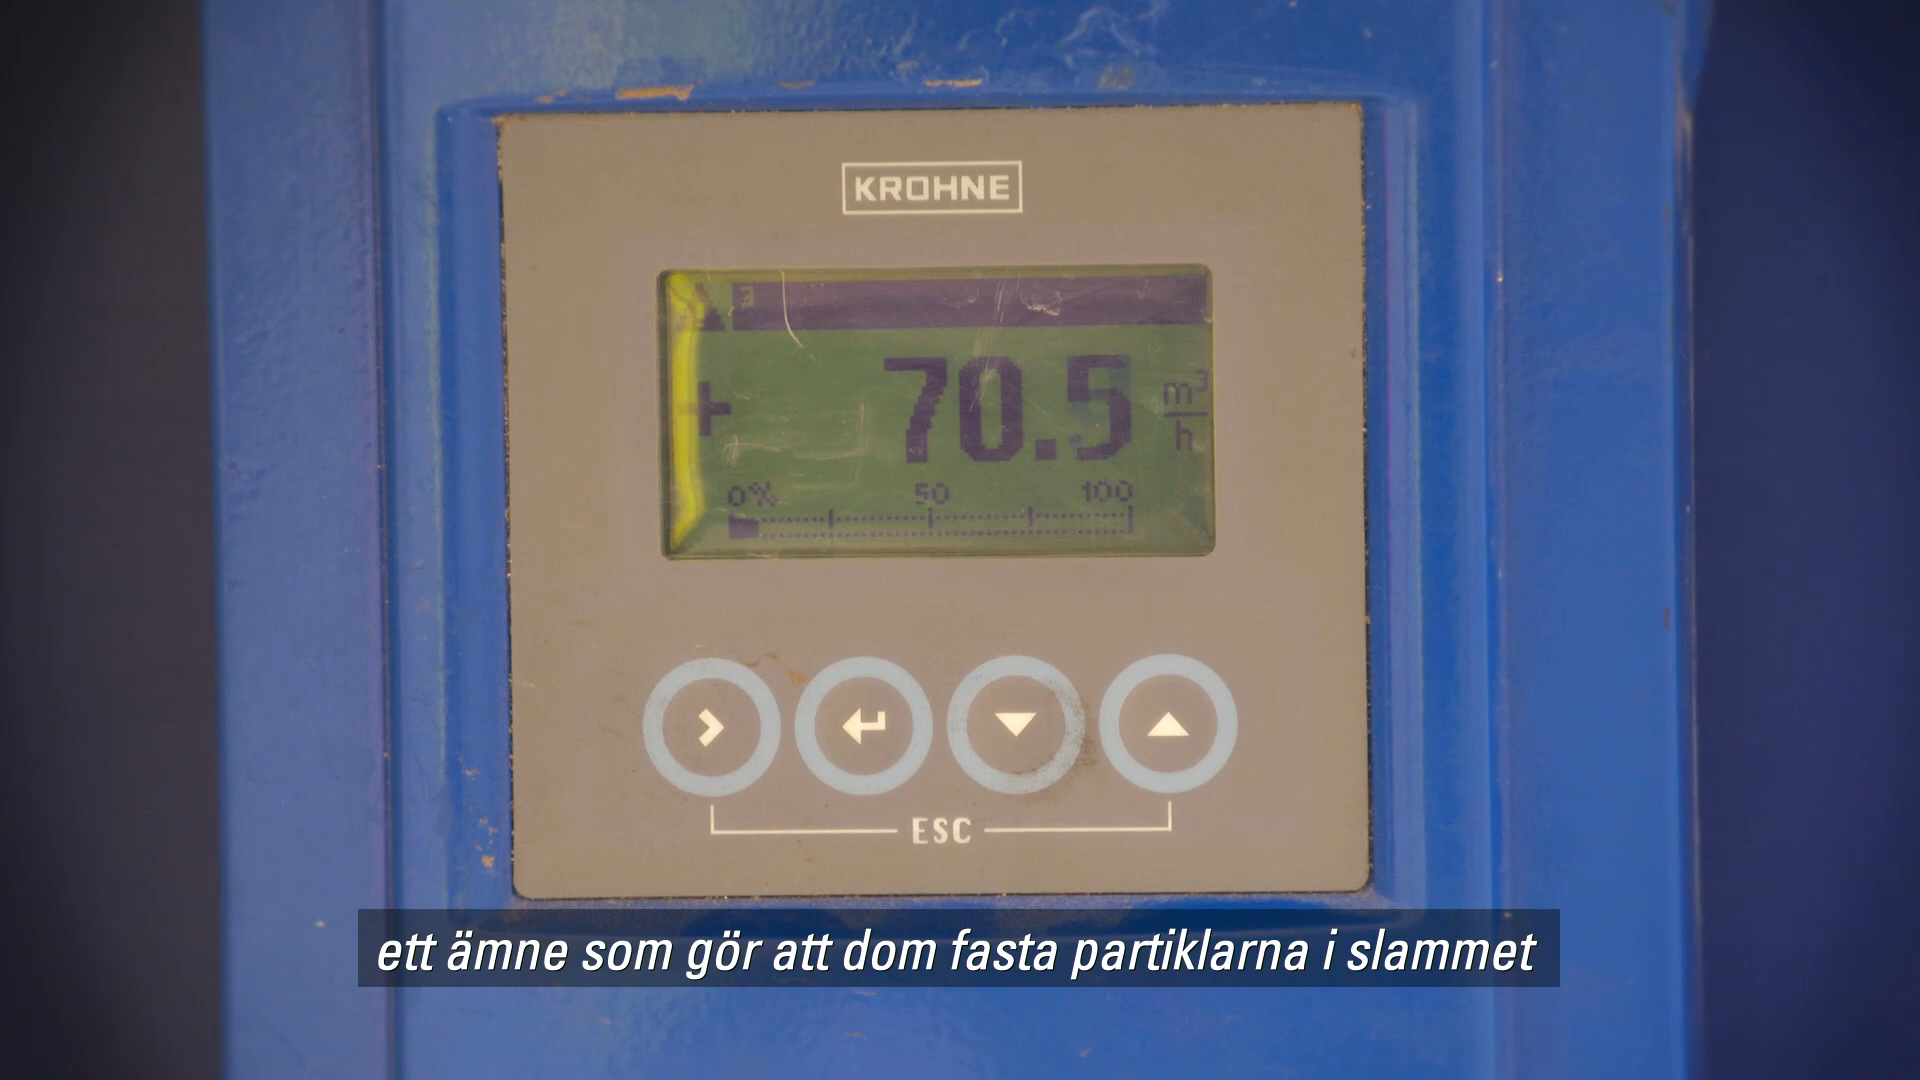 KROHNE
+ 70.5 m³/h
0% 50 100
ESC
ett ämne som gör att dom fasta partiklarna i slammet